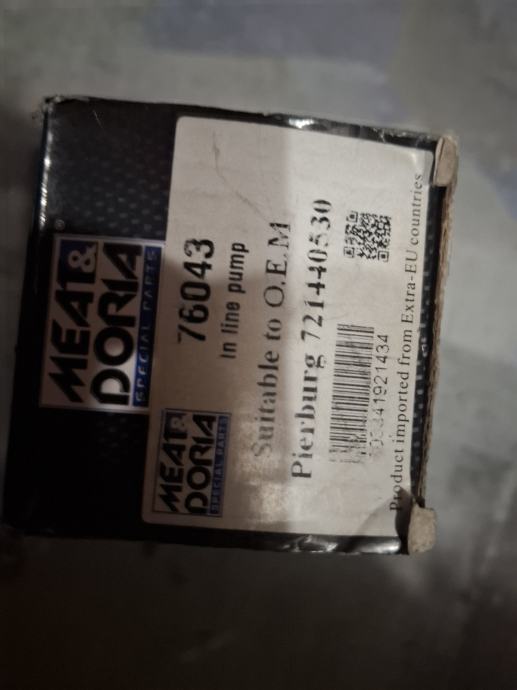 MEAT&
DORIA
SPECIAL PARTS
76043
In line pump
MEAT&
DORIA
SPECIAL PARTS
Suitable to O.E.M
Pierburg 721440530
Product imported from Extra-EU countries